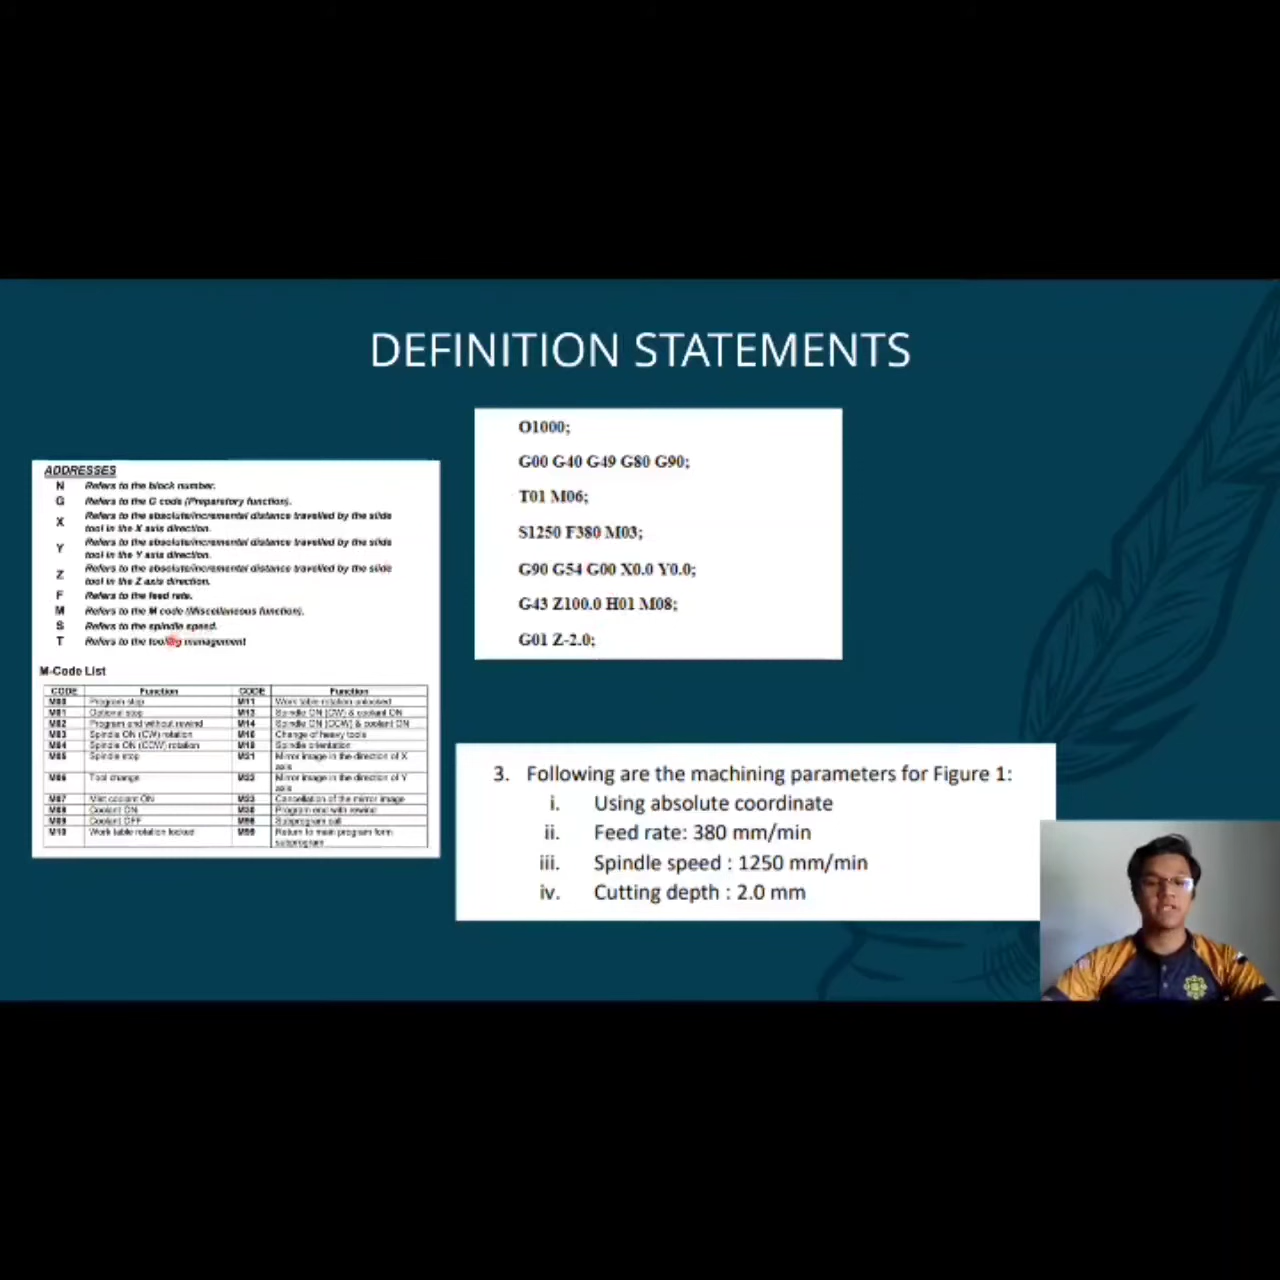 DEFINITION STATEMENTS
ADDRESSES
N Refers to the block number.
G Refers to the G code (Preparatory function).
X Refers to the absolute/incremental distance travelled by the slide
tool in the X axis direction.
Y Refers to the absolute/incremental distance travelled by the slide
tool in the Y axis direction.
Z Refers to the absolute/incremental distance travelled by the slide
tool in the Z axis direction.
F Refers to the feed rate.
M Refers to the M code (Miscellaneous function).
S Refers to the spindle speed.
T Refers to the tooling management
M-Code List
CODE Function CODE Function
M00 Program stop M11 Work table rotation unlocked
M01 Optional stop M13 Spindle ON (CW) & coolant ON
M02 Program end without rewind M14 Spindle ON (CCW) & coolant ON
M03 Spindle ON (CW) rotation M16 Change of heavy tools
M04 Spindle ON (CCW) rotation M19 Spindle orientation
M05 Spindle stop M21 Mirror image in the direction of X
axis
M06 Tool change M22 Mirror image in the direction of Y
axis
M07 Mist coolant ON M23 Cancellation of the mirror image
M08 Coolant ON M30 Program end with rewind
M09 Coolant OFF M98 Subprogram call
M10 Work table rotation locked M99 Return to main program form
subprogram
O1000;
G00 G40 G49 G80 G90;
T01 M06;
S1250 F380 M03;
G90 G54 G00 X0.0 Y0.0;
G43 Z100.0 H01 M08;
G01 Z-2.0;
3. Following are the machining parameters for Figure 1:
i. Using absolute coordinate
ii. Feed rate: 380 mm/min
iii. Spindle speed : 1250 mm/min
iv. Cutting depth : 2.0 mm